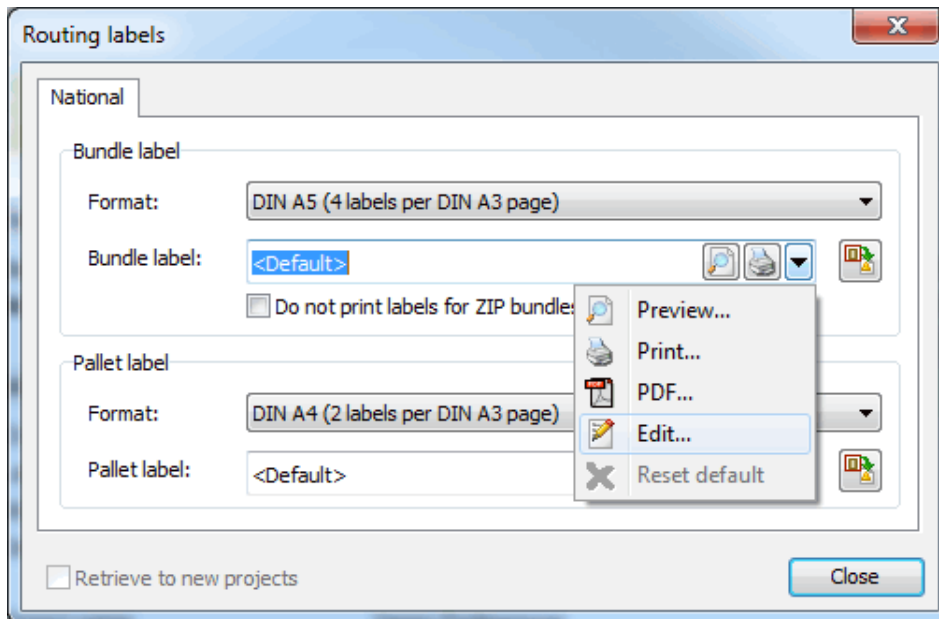 Routing labels
National
Bundle label
Format:
DIN A5 (4 labels per DIN A3 page)
Bundle label:
<Default>
Do not print labels for ZIP bundles
Preview...
Print...
PDF...
Edit...
Reset default
Pallet label
Format:
DIN A4 (2 labels per DIN A3 page)
Pallet label:
<Default>
Retrieve to new projects
Close